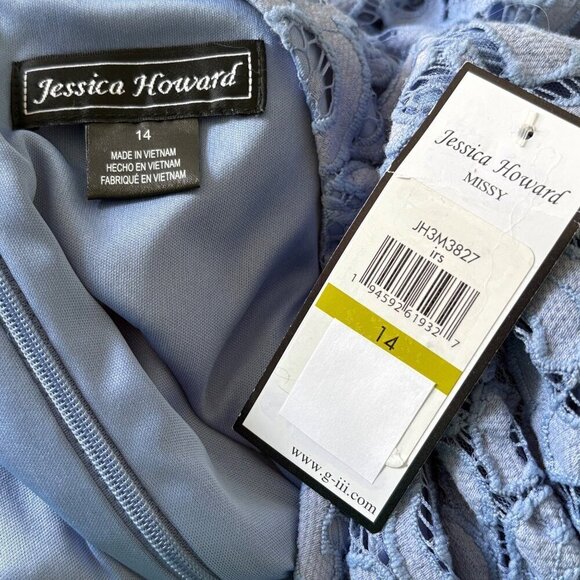 Jessica Howard
14
MADE IN VIETNAM
HECHO EN VIETNAM
FABRIQUÉ EN VIETNAM
Jessica Howard
MISSY
JH3M3827
irs
1 94592 61932 7
14
www.g-iii.com